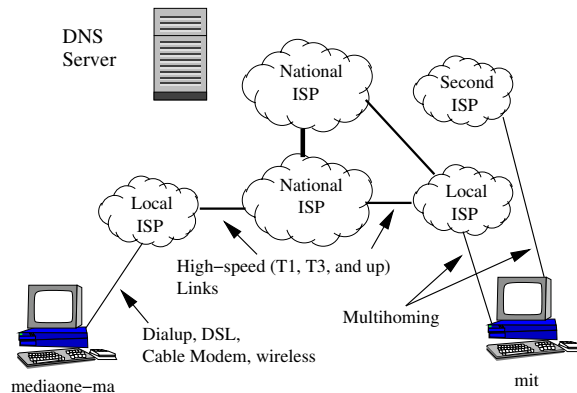 DNS
Server
National
ISP
Second
ISP
National
ISP
Local
ISP
Local
ISP
High-speed (T1, T3, and up)
Links
Multihoming
Dialup, DSL,
Cable Modem, wireless
mediaone-ma
mit